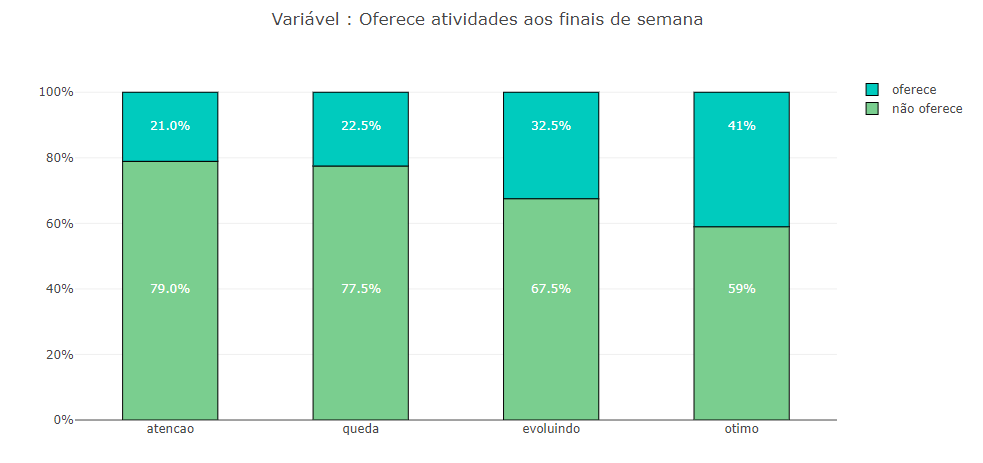 Variável : Oferece atividades aos finais de semana
oferece
não oferece
100%
80%
60%
40%
20%
0%
21.0%
22.5%
32.5%
41%
79.0%
77.5%
67.5%
59%
atencao
queda
evoluindo
otimo